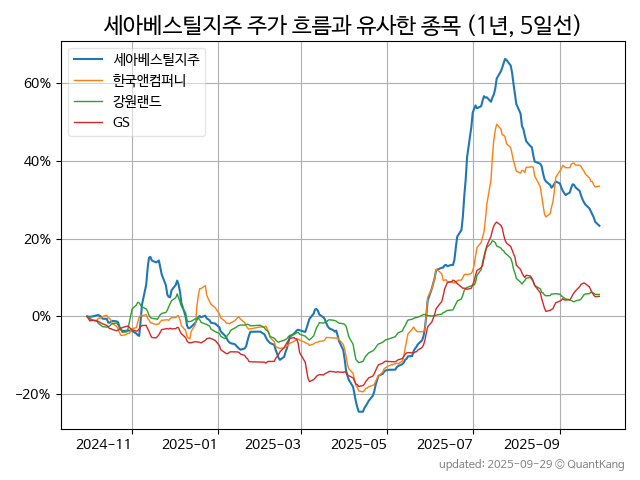 세아베스틸지주 주가 흐름과 유사한 종목 (1년, 5일선)
세아베스틸지주
한국앤컴퍼니
강원랜드
GS
60%
40%
20%
0%
−20%
2024-11 2025-01 2025-03 2025-05 2025-07 2025-09
updated: 2025-09-29 © QuantKang